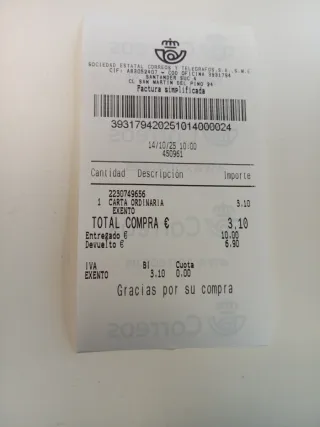 SOCIEDAD ESTATAL CORREOS Y TELEGRAFOS,S.A.,S.M.E
CIF: A83052407 - COD OFICINA 3931794
SANTANDER SUC 4
CL SAN MARTIN DEL PINO 94
Factura simplificada
393179420251014000024
14/10/25 10:00
450961
Cantidad Descripción Importe
2230749656
1 CARTA ORDINARIA 3.10
EXENTO
TOTAL COMPRA € 3,10
Entregado € 10.00
Devuelto € 6.90
IVA BI Cuota
EXENTO 3.10 0.00
Gracias por su compra
Correos